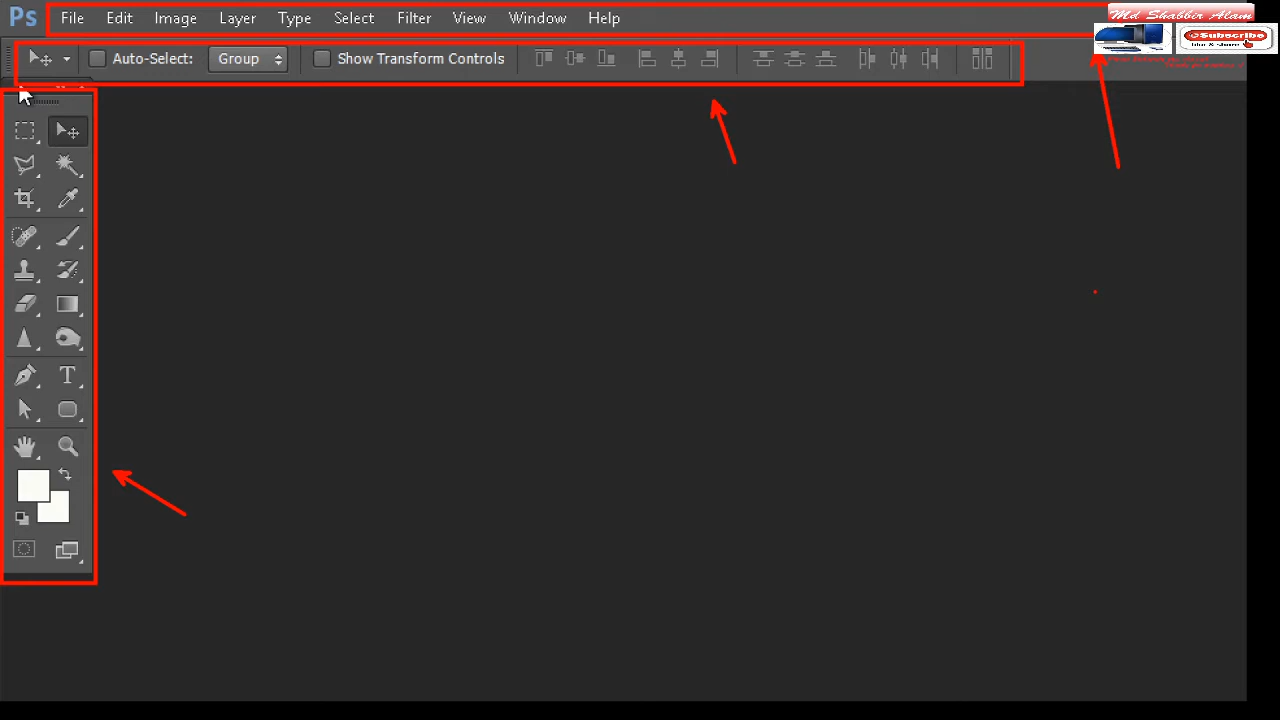 Ps File Edit Image Layer Type Select Filter View Window Help
Md Shabbir Alam
Subscribe
Auto-Select: Group Show Transform Controls
T